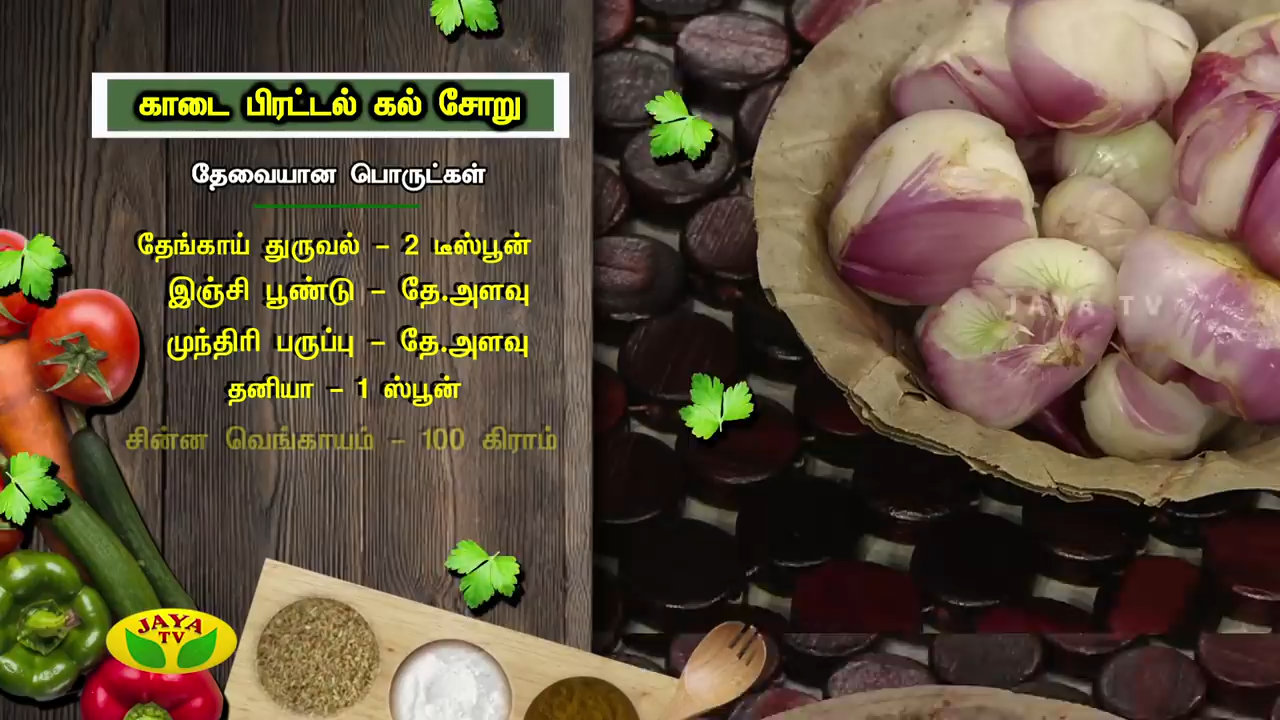 காடை பிரட்டல் கல் சோறு
தேவையான பொருட்கள்
தேங்காய் துருவல் – 2 டீஸ்பூன்
இஞ்சி பூண்டு – தே.அளவு
முந்திரி பருப்பு – தே.அளவு
தனியா – 1 ஸ்பூன்
சின்ன வெங்காயம் – 100 கிராம்
JAYA TV
JAYA
TV